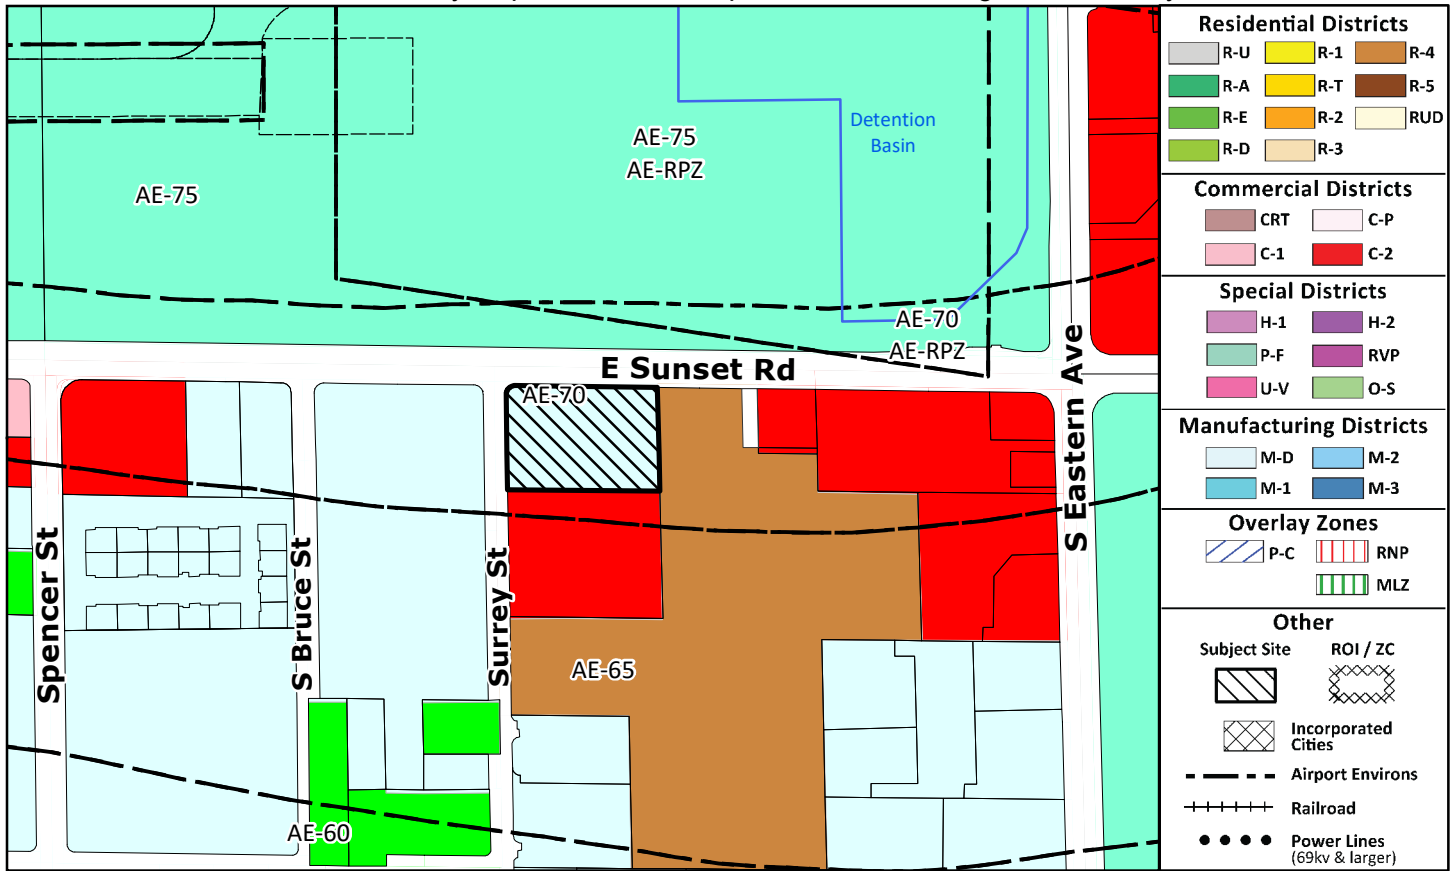 AE-75
AE-RPZ
Detention
Basin
AE-75
AE-70
AE-RPZ
E Sunset Rd
AE-70
S Eastern Ave
Spencer St
S Bruce St
Surrey St
AE-65
AE-60
Residential Districts
R-U
R-1
R-4
R-A
R-T
R-5
R-E
R-2
RUD
R-D
R-3
Commercial Districts
CRT
C-P
C-1
C-2
Special Districts
H-1
H-2
P-F
RVP
U-V
O-S
Manufacturing Districts
M-D
M-2
M-1
M-3
Overlay Zones
P-C
RNP
MLZ
Other
Subject Site
ROI / ZC
Incorporated
Cities
Airport Environs
Railroad
Power Lines
(69kv & larger)